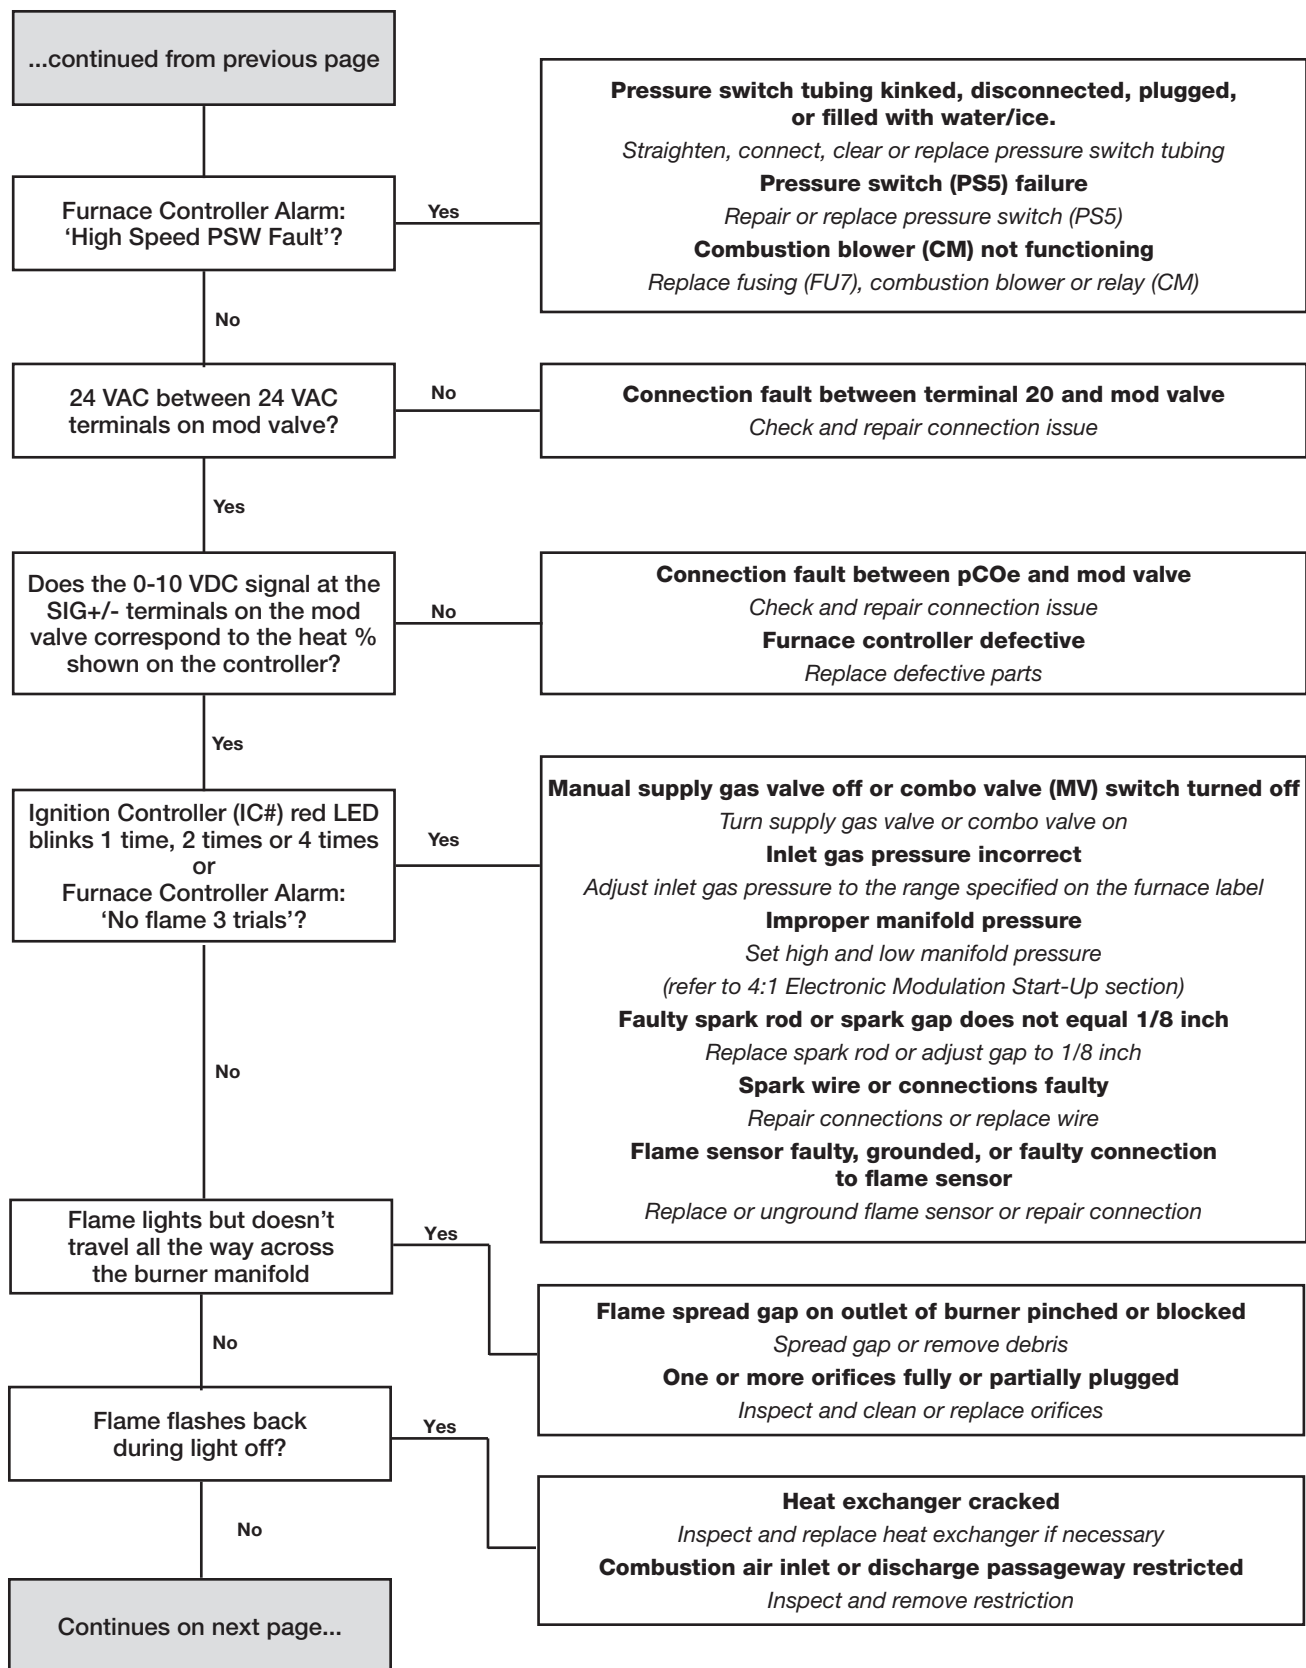 ...continued from previous page
Pressure switch tubing kinked, disconnected, plugged,
or filled with water/ice.
Straighten, connect, clear or replace pressure switch tubing
Pressure switch (PS5) failure
Repair or replace pressure switch (PS5)
Combustion blower (CM) not functioning
Replace fusing (FU7), combustion blower or relay (CM)
Furnace Controller Alarm:
‘High Speed PSW Fault’?
Yes
No
24 VAC between 24 VAC
terminals on mod valve?
No
Connection fault between terminal 20 and mod valve
Check and repair connection issue
Yes
Does the 0-10 VDC signal at the
SIG+/- terminals on the mod
valve correspond to the heat %
shown on the controller?
No
Connection fault between pCOe and mod valve
Check and repair connection issue
Furnace controller defective
Replace defective parts
Yes
Ignition Controller (IC#) red LED
blinks 1 time, 2 times or 4 times
or
Furnace Controller Alarm:
‘No flame 3 trials’?
Yes
Manual supply gas valve off or combo valve (MV) switch turned off
Turn supply gas valve or combo valve on
Inlet gas pressure incorrect
Adjust inlet gas pressure to the range specified on the furnace label
Improper manifold pressure
Set high and low manifold pressure
(refer to 4:1 Electronic Modulation Start-Up section)
Faulty spark rod or spark gap does not equal 1/8 inch
Replace spark rod or adjust gap to 1/8 inch
Spark wire or connections faulty
Repair connections or replace wire
Flame sensor faulty, grounded, or faulty connection
to flame sensor
Replace or unground flame sensor or repair connection
No
Flame lights but doesn’t
travel all the way across
the burner manifold
Yes
Flame spread gap on outlet of burner pinched or blocked
Spread gap or remove debris
One or more orifices fully or partially plugged
Inspect and clean or replace orifices
No
Flame flashes back
during light off?
Yes
Heat exchanger cracked
Inspect and replace heat exchanger if necessary
Combustion air inlet or discharge passageway restricted
Inspect and remove restriction
No
Continues on next page...